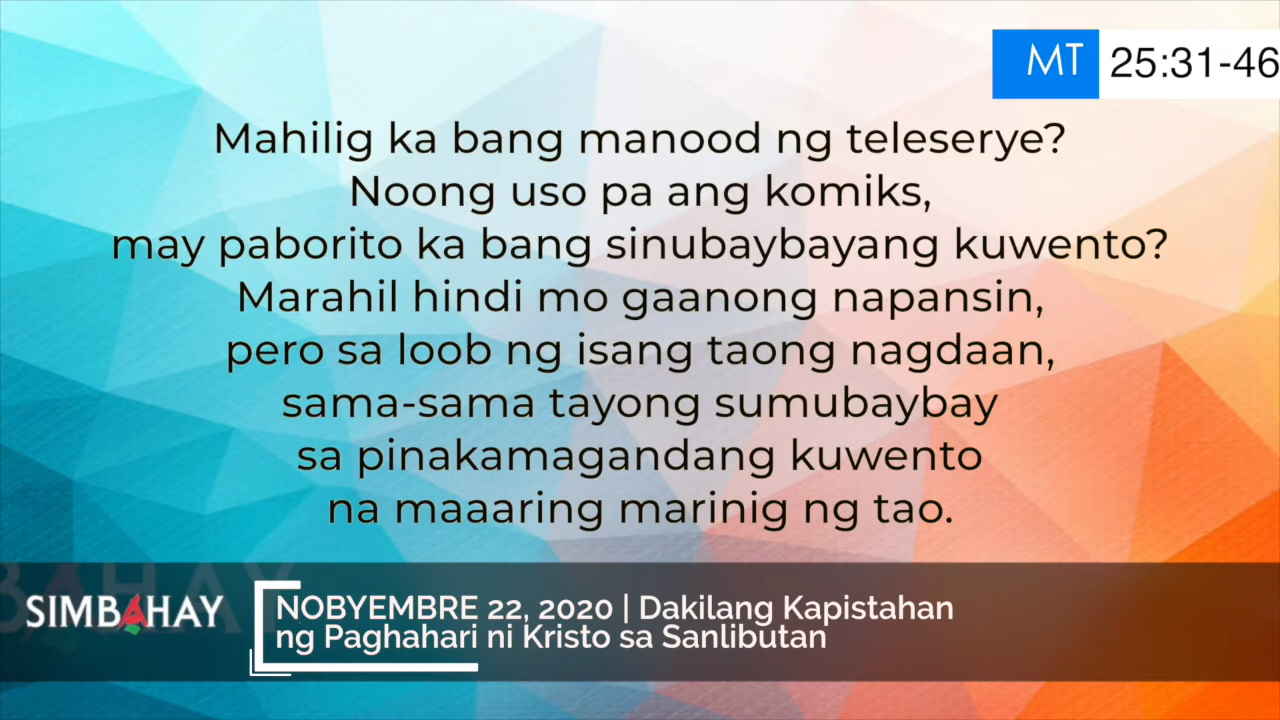 MT 25:31-46
Mahilig ka bang manood ng teleserye?
Noong uso pa ang komiks,
may paborito ka bang sinubaybayang kuwento?
Marahil hindi mo gaanong napansin,
pero sa loob ng isang taong nagdaan,
sama-sama tayong sumubaybay
sa pinakamagandang kuwento
na maaaring marinig ng tao.
SIMBAHAY
NOBYEMBRE 22, 2020 | Dakilang Kapistahan
ng Paghahari ni Kristo sa Sanlibutan